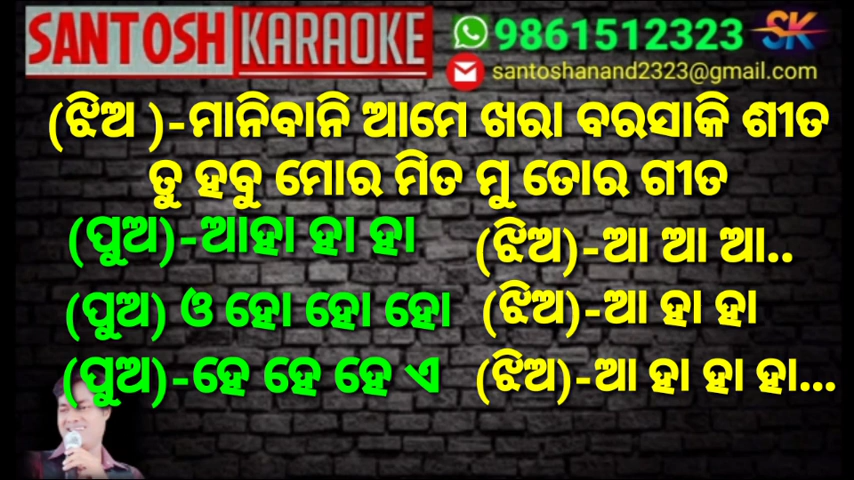 SANTOSH KARAOKE 9861512323 SK
santoshanand2323@gmail.com
(ଝିଅ )-ମାନିବାନି ଆମେ ଖରା ବରସାକି ଶୀତ
ତୁ ହବୁ ମୋର ମିତ ମୁ ତୋର ଗୀତ
(ପୁଅ)-ଆହା ହା ହା (ଝିଅ)-ଆ ଆ ଆ..
(ପୁଅ) ଓ ହୋ ହୋ ହୋ (ଝିଅ)-ଆ ହା ହା
(ପୁଅ)-ହେ ହେ ହେ ଏ (ଝିଅ)-ଆ ହା ହା ହା...